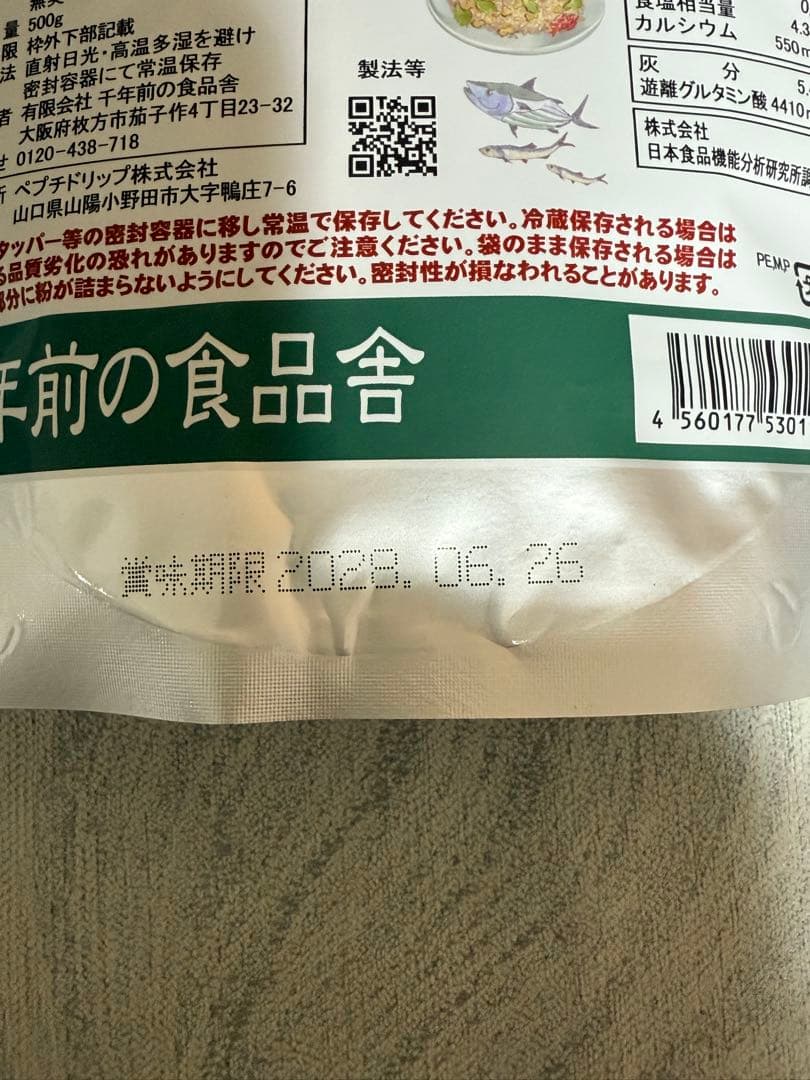 量 500g
限 枠外下部記載
法 直射日光・高温多湿を避け
密封容器にて常温保存
者 有限会社 千年前の食品舎
大阪府枚方市茄子作4丁目23-32
せ 0120-438-718
所 ペプチドリップ株式会社
山口県山陽小野田市大字鴨庄7-6
製法等
食塩相当量 0
カルシウム 4.3
550m
灰 分 5.
遊離グルタミン酸 4410
株式会社
日本食品機能分析研究所調
タッパー等の密封容器に移し常温で保存してください。冷蔵保存される場合は
る品質劣化の恐れがありますのでご注意ください。袋のまま保存される場合は
部分に粉が詰まらないようにしてください。密封性が損なわれることがあります。
PE,M,P
年前の食品舎
4 560177 5301
賞味期限 2028. 06. 26